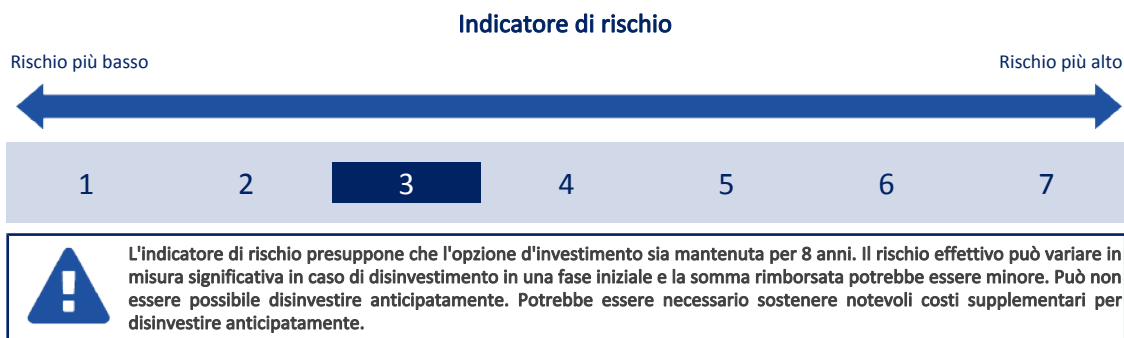 Indicatore di rischio
Rischio più basso
Rischio più alto
1 2 3 4 5 6 7
L'indicatore di rischio presuppone che l'opzione d'investimento sia mantenuta per 8 anni. Il rischio effettivo può variare in
misura significativa in caso di disinvestimento in una fase iniziale e la somma rimborsata potrebbe essere minore. Può non
essere possibile disinvestire anticipatamente. Potrebbe essere necessario sostenere notevoli costi supplementari per
disinvestire anticipatamente.